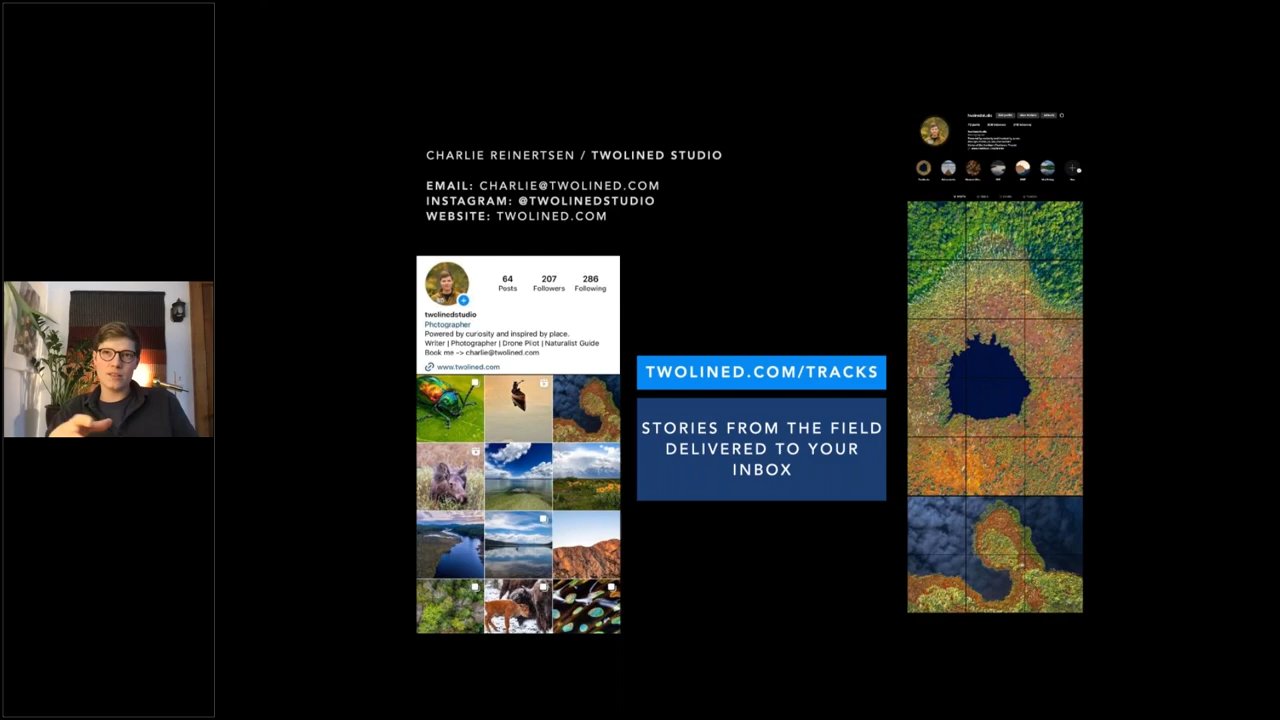 CHARLIE REINERTSEN / TWOLINED STUDIO
EMAIL: CHARLIE@TWOLINED.COM
INSTAGRAM: @TWOLINEDSTUDIO
WEBSITE: TWOLINED.COM
64 207 286
Posts Followers Following
twolinedstudio
Photographer
Powered by curiosity and inspired by place.
Writer | Photographer | Drone Pilot | Naturalist Guide
Book me -> charlie@twolined.com
www.twolined.com
TWOLINED.COM/TRACKS
STORIES FROM THE FIELD
DELIVERED TO YOUR
INBOX
twolinedstudio